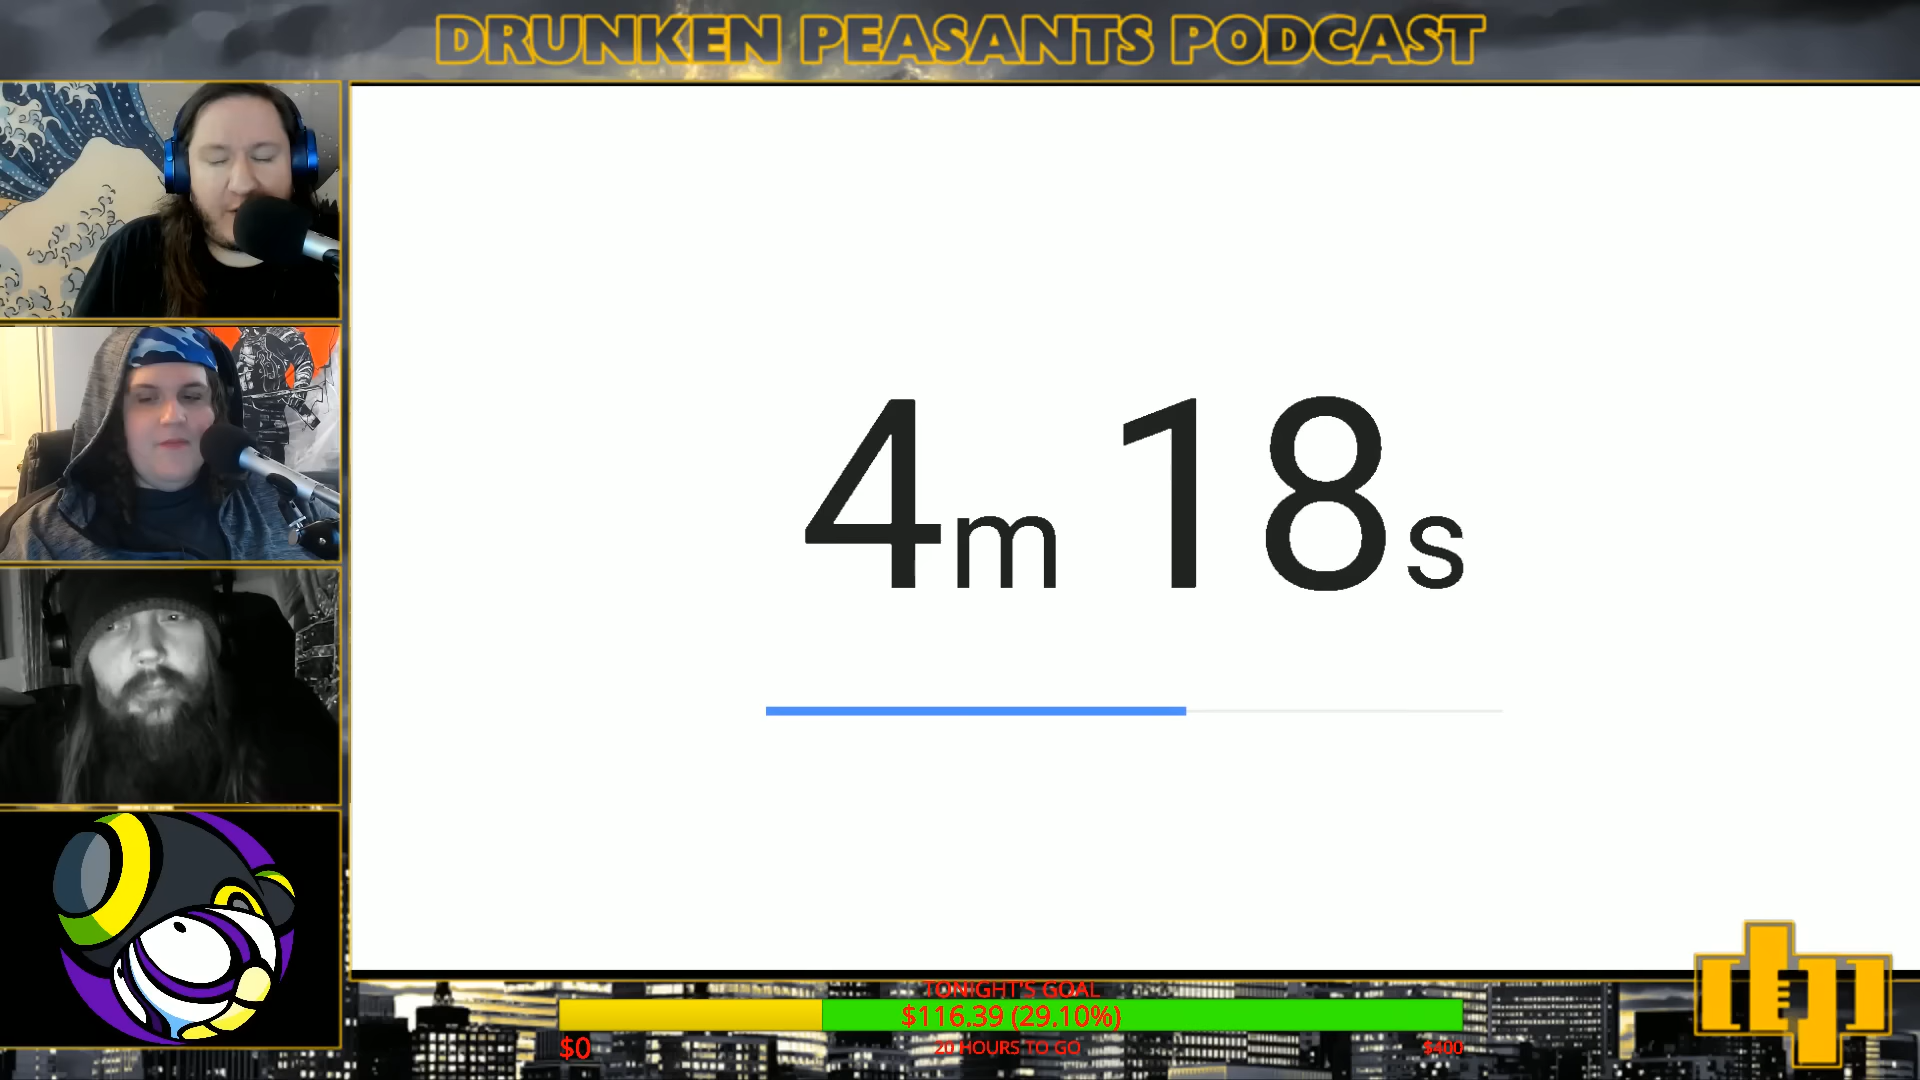 DRUNKEN PEASANTS PODCAST
4m 18s
TONIGHT'S GOAL
$116.39 (29.10%)
$0
20 HOURS TO GO
$400